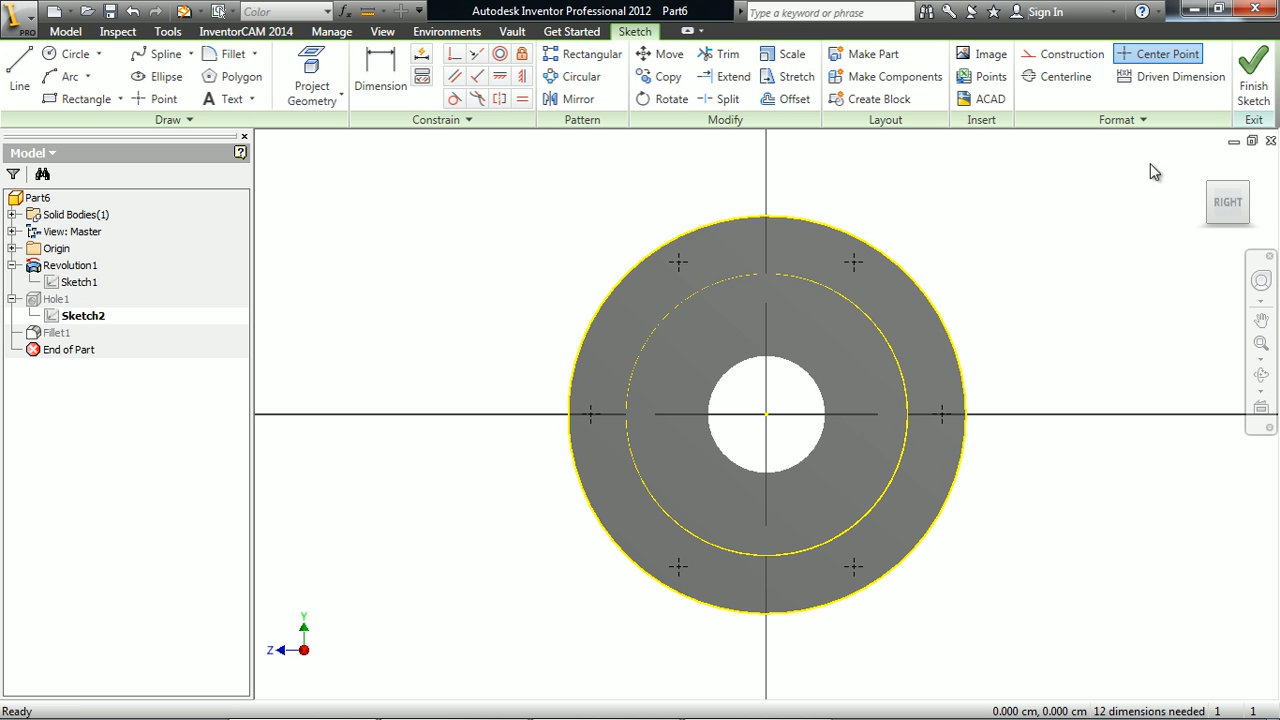 Color
Autodesk Inventor Professional 2012 Part6
Type a keyword or phrase
Sign In
PRO
Model Inspect Tools InventorCAM 2014 Manage View Environments Vault Get Started Sketch
Line
Circle Spline Fillet
Arc Ellipse Polygon
Rectangle Point Text
Draw
Project
Geometry
Dimension
Constrain
Rectangular
Circular
Mirror
Pattern
Move Trim Scale
Copy Extend Stretch
Rotate Split Offset
Modify
Make Part
Make Components
Create Block
Layout
Image
Points
ACAD
Insert
Construction Center Point
Centerline Driven Dimension
Format
Finish
Sketch
Exit
Model
Part6
Solid Bodies(1)
View: Master
Origin
Revolution1
Sketch1
Hole1
Sketch2
Fillet1
End of Part
RIGHT
Y
Z
Ready
0.000 cm, 0.000 cm 12 dimensions needed 1 1